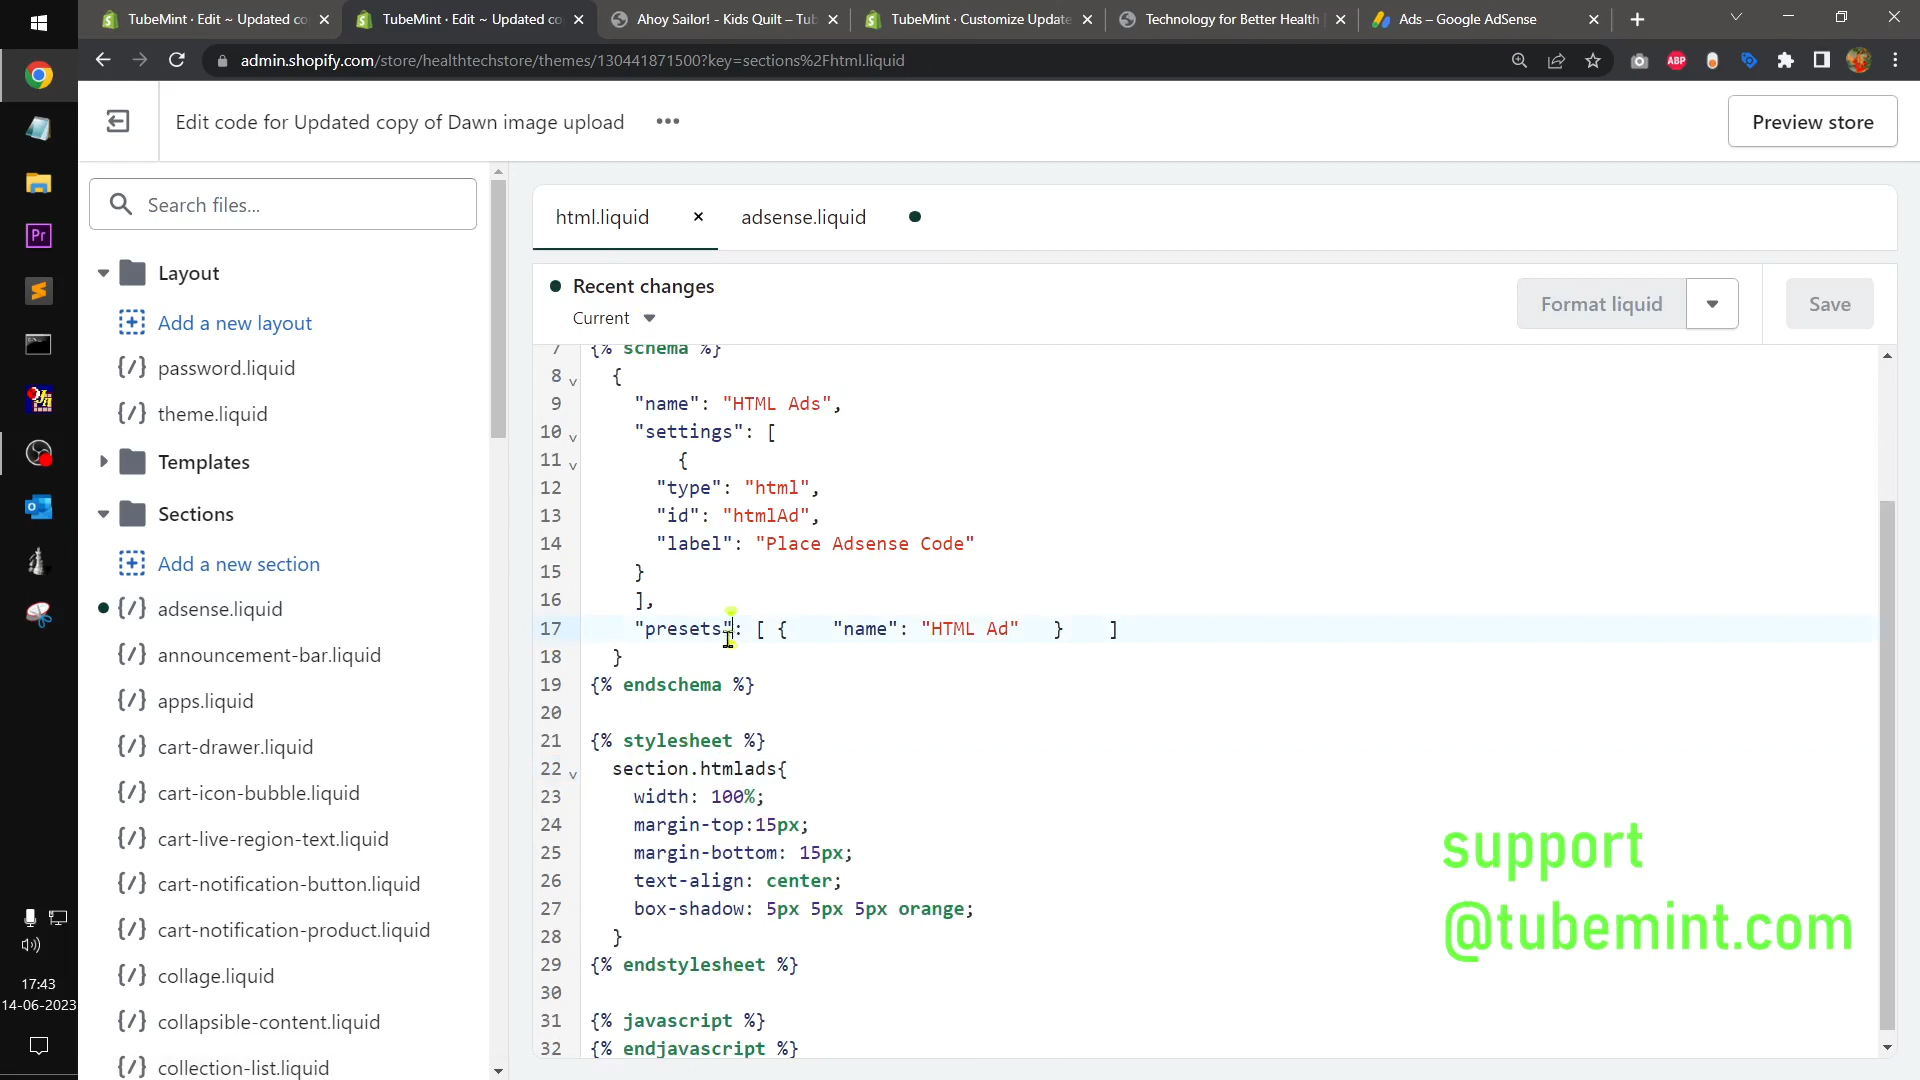 TubeMint · Edit ~ Updated co
TubeMint · Edit ~ Updated co
Ahoy Sailor! - Kids Quilt – Tub
TubeMint · Customize Update
Technology for Better Health
Ads – Google AdSense
admin.shopify.com/store/healthtechstore/themes/130441871500?key=sections%2Fhtml.liquid
ABP
Edit code for Updated copy of Dawn image upload
Preview store
Search files...
Layout
Add a new layout
{/} password.liquid
{/} theme.liquid
Templates
Sections
Add a new section
{/} adsense.liquid
{/} announcement-bar.liquid
{/} apps.liquid
{/} cart-drawer.liquid
{/} cart-icon-bubble.liquid
{/} cart-live-region-text.liquid
{/} cart-notification-button.liquid
{/} cart-notification-product.liquid
{/} collage.liquid
{/} collapsible-content.liquid
{/} collection-list.liquid
html.liquid
adsense.liquid
Recent changes
Current
Format liquid
Save
7 {% schema %}
8 {
9 "name": "HTML Ads",
10 "settings": [
11 {
12 "type": "html",
13 "id": "htmlAd",
14 "label": "Place Adsense Code"
15 }
16 ],
17 "presets": [ { "name": "HTML Ad" } ]
18 }
19 {% endschema %}
20
21 {% stylesheet %}
22 section.htmlads{
23 width: 100%;
24 margin-top:15px;
25 margin-bottom: 15px;
26 text-align: center;
27 box-shadow: 5px 5px 5px orange;
28 }
29 {% endstylesheet %}
30
31 {% javascript %}
32 {% endjavascript %}
support
@tubemint.com
Pr
17:43
14-06-2023